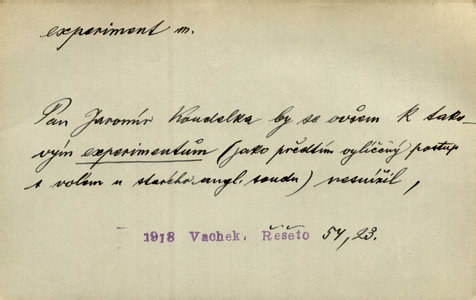 experiment m.
Pan Jaromír Koudelka by se ovšem k tako-
vým experimentům (jako předtím vylíčený postup
s volem u starého angl. soudu) nesnížil,
1918 Vachek, Řešeto 54, 23.